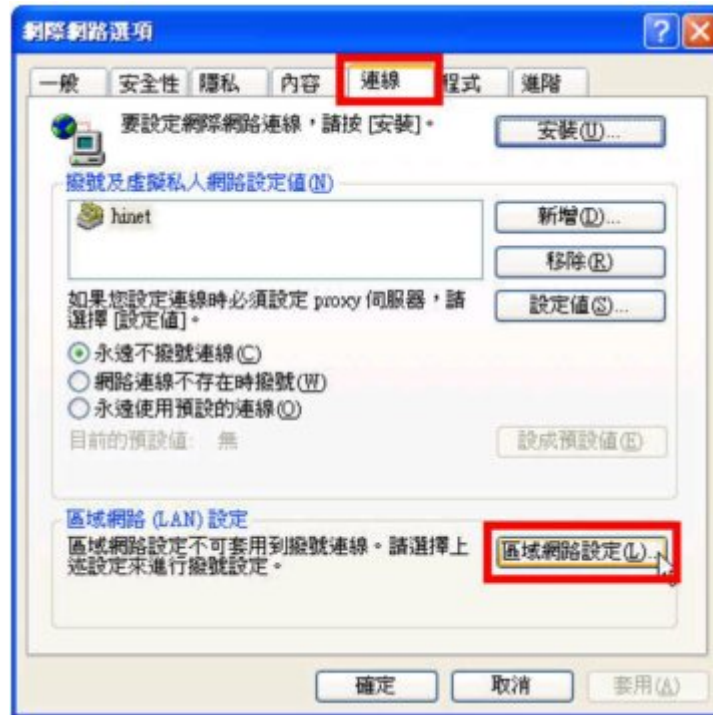 網際網路選項
一般 安全性 隱私 內容 連線 程式 進階
要設定網際網路連線，請按 [安裝]。
安裝(U)...
撥號及虛擬私人網路設定值(N)
hinet
新增(D)...
移除(R)
如果您設定連線時必須設定 proxy 伺服器，請
選擇 [設定值]。
設定值(S)...
永遠不撥號連線(C)
網路連線不存在時撥號(W)
永遠使用預設的連線(O)
目前的預設值: 無
設成預設值(E)
區域網路 (LAN) 設定
區域網路設定不可套用到撥號連線。請選擇上
述設定來進行撥號設定。
區域網路設定(L)...
確定 取消 套用(A)